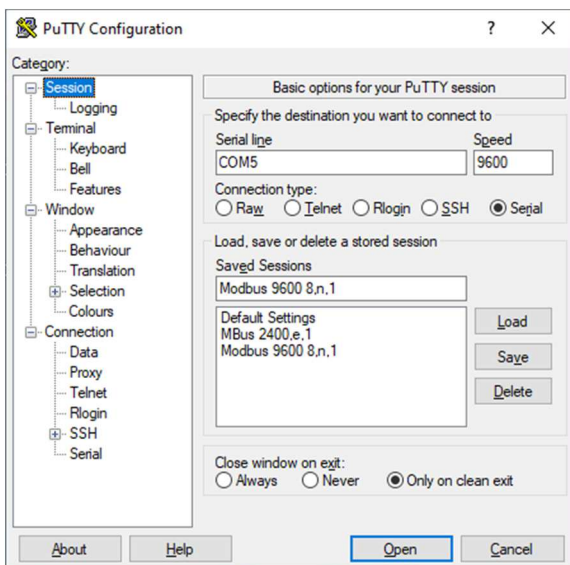 PuTTY Configuration
?
Category:
Session
Logging
Terminal
Keyboard
Bell
Features
Window
Appearance
Behaviour
Translation
Selection
Colours
Connection
Data
Proxy
Telnet
Rlogin
SSH
Serial
Basic options for your PuTTY session
Specify the destination you want to connect to
Serial line Speed
COM5 9600
Connection type:
Raw Telnet Rlogin SSH Serial
Load, save or delete a stored session
Saved Sessions
Modbus 9600 8,n,1
Default Settings
MBus 2400,e,1
Modbus 9600 8,n,1
Load
Save
Delete
Close window on exit:
Always Never Only on clean exit
About Help Open Cancel